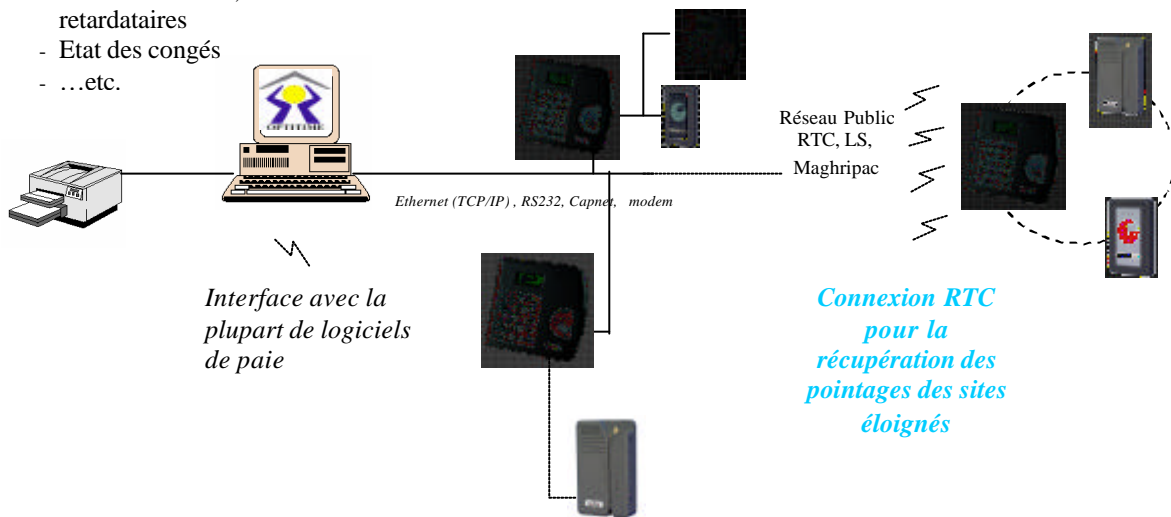 retardataires
- Etat des congés
- …etc.
OPTITIME
Réseau Public
RTC, LS,
Maghripac
Ethernet (TCP/IP) , RS232, Capnet, modem
Interface avec la
plupart de logiciels
de paie
Connexion RTC
pour la
récupération des
pointages des sites
éloignés